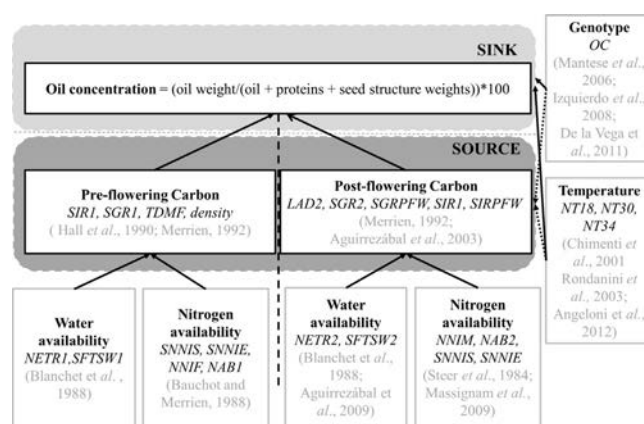 SINK
Oil concentration = (oil weight/(oil + proteins + seed structure weights))*100
Genotype
OC
(Mantese et al.,
2006;
Izquierdo et al.,
2008;
De la Vega et
al., 2011)
SOURCE
Pre-flowering Carbon
SIR1, SGR1, TDMF, density
( Hall et al., 1990; Merrien, 1992)
Post-flowering Carbon
LAD2, SGR2, SGRPFW, SIR1, SIRPFW
(Merrien, 1992;
Aguirrezábal et al., 2003)
Temperature
NT18, NT30,
NT34
(Chimenti et al.,
2001
Rondanini et al.,
2003;
Angeloni et al.,
2012)
Water
availability
NETR1,SFTSW1
(Blanchet et al. ,
1988)
Nitrogen
availability
SNNIS, SNNIE,
NNIF, NAB1
(Bauchot and
Merrien, 1988)
Water
availability
NETR2, SFTSW2
(Blanchet et al.,
1988;
Aguirrezábal et
al., 2009)
Nitrogen
availability
NNIM, NAB2,
SNNIS, SNNIE
(Steer et al., 1984;
Massignam et al.,
2009)